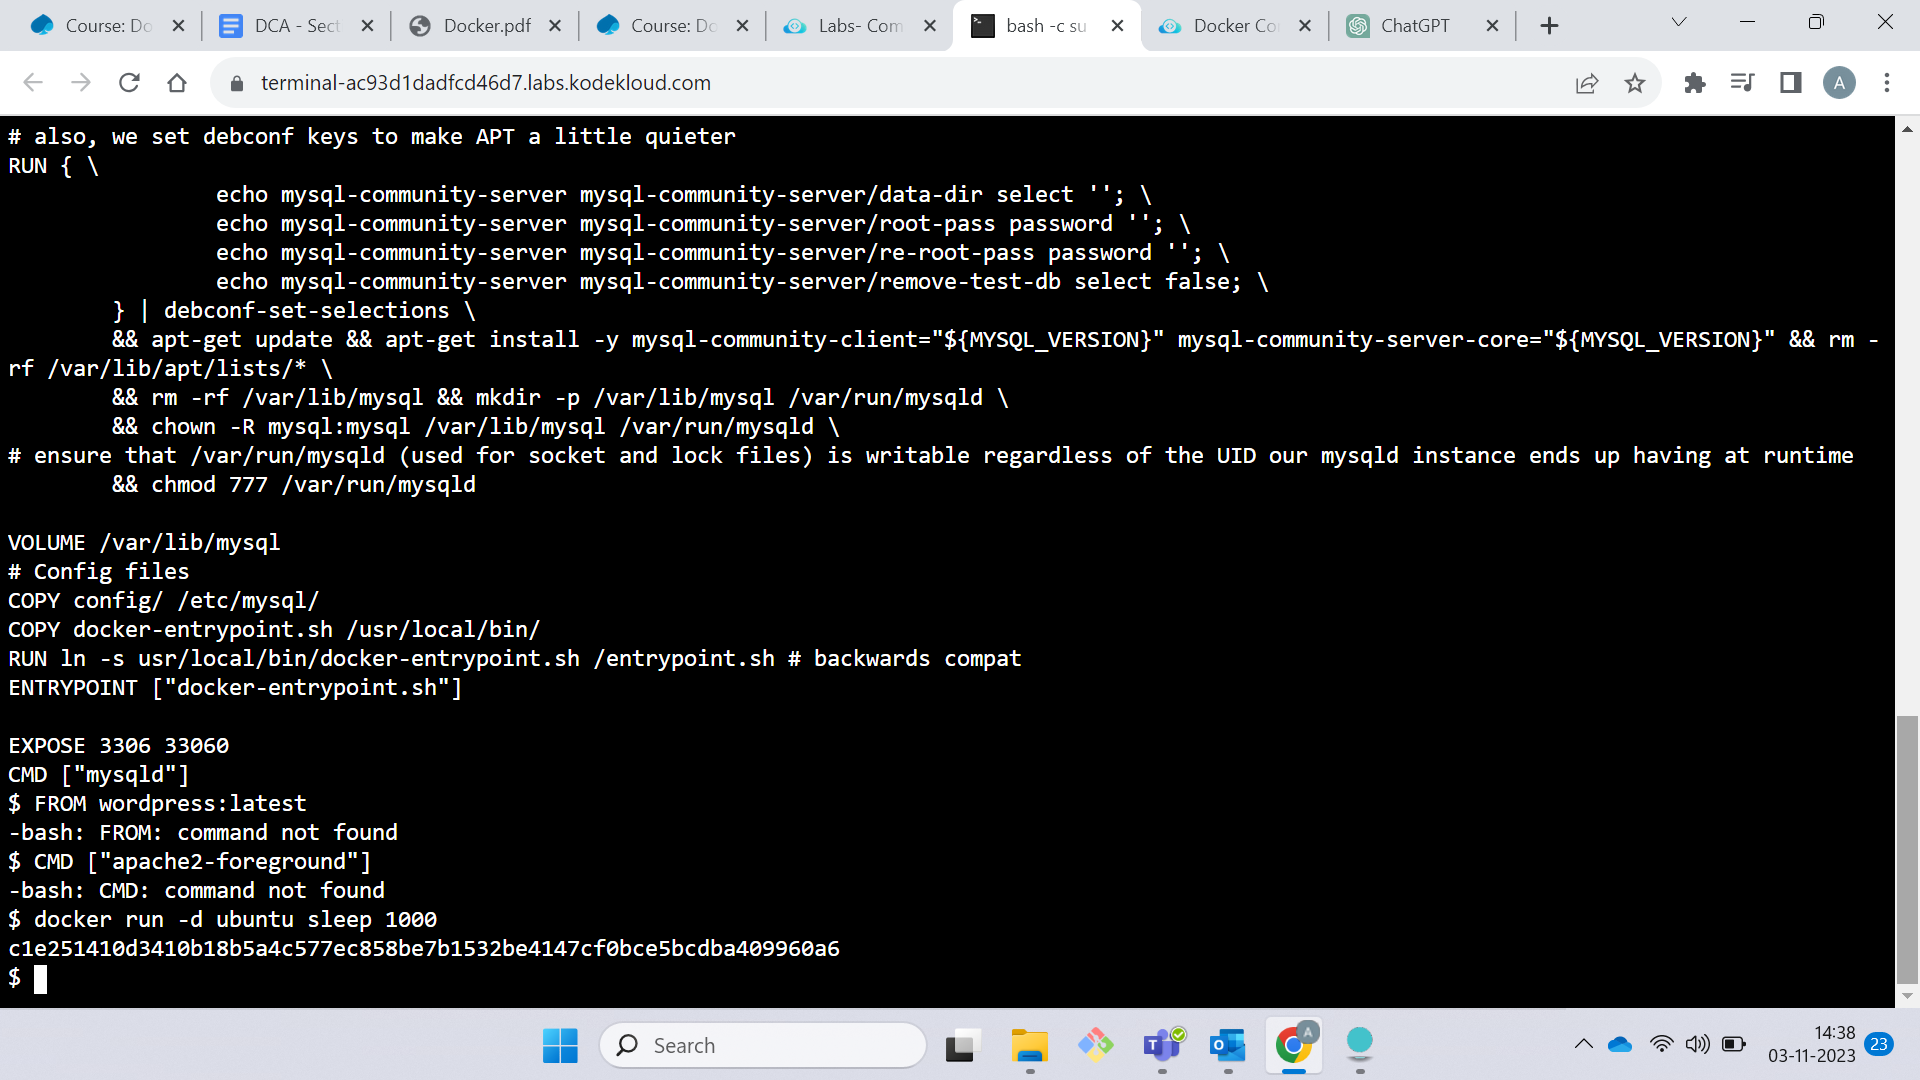 Course: Do
DCA - Sect
Docker.pdf
Course: Do
Labs- Com
bash -c su
Docker Co
ChatGPT
terminal-ac93d1dadfcd46d7.labs.kodekloud.com
A
# also, we set debconf keys to make APT a little quieter
RUN { \
echo mysql-community-server mysql-community-server/data-dir select ''; \
echo mysql-community-server mysql-community-server/root-pass password ''; \
echo mysql-community-server mysql-community-server/re-root-pass password ''; \
echo mysql-community-server mysql-community-server/remove-test-db select false; \
} | debconf-set-selections \
&& apt-get update && apt-get install -y mysql-community-client="${MYSQL_VERSION}" mysql-community-server-core="${MYSQL_VERSION}" && rm -
rf /var/lib/apt/lists/* \
&& rm -rf /var/lib/mysql && mkdir -p /var/lib/mysql /var/run/mysqld \
&& chown -R mysql:mysql /var/lib/mysql /var/run/mysqld \
# ensure that /var/run/mysqld (used for socket and lock files) is writable regardless of the UID our mysqld instance ends up having at runtime
&& chmod 777 /var/run/mysqld
VOLUME /var/lib/mysql
# Config files
COPY config/ /etc/mysql/
COPY docker-entrypoint.sh /usr/local/bin/
RUN ln -s usr/local/bin/docker-entrypoint.sh /entrypoint.sh # backwards compat
ENTRYPOINT ["docker-entrypoint.sh"]
EXPOSE 3306 33060
CMD ["mysqld"]
$ FROM wordpress:latest
-bash: FROM: command not found
$ CMD ["apache2-foreground"]
-bash: CMD: command not found
$ docker run -d ubuntu sleep 1000
c1e251410d3410b18b5a4c577ec858be7b1532be4147cf0bce5bcdba409960a6
$
Search
A
14:38
03-11-2023
23